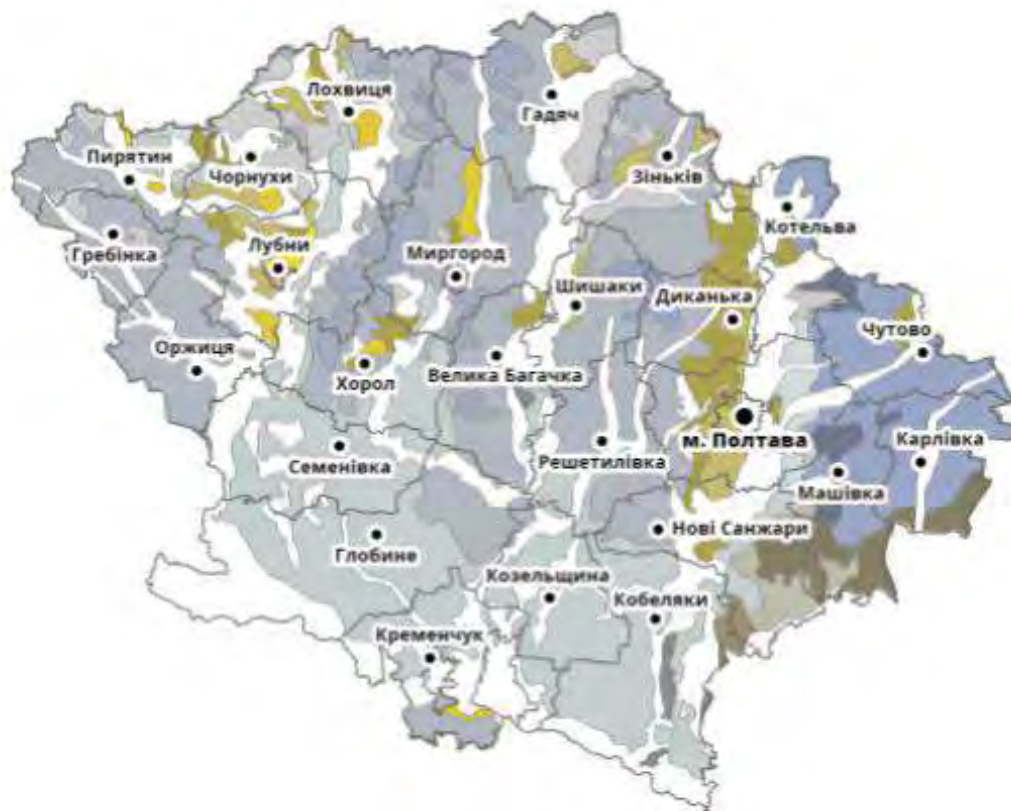 Лохвиця
Гадяч
Пирятин
Чорнухи
Зіньків
Котельва
Гребінка
Лубни
Миргород
Шишаки
Диканька
Чутово
Оржиця
Хорол
Велика Багачка
м. Полтава
Карлівка
Семенівка
Решетилівка
Машівка
Нові Санжари
Глобине
Козельщина
Кобеляки
Кременчук